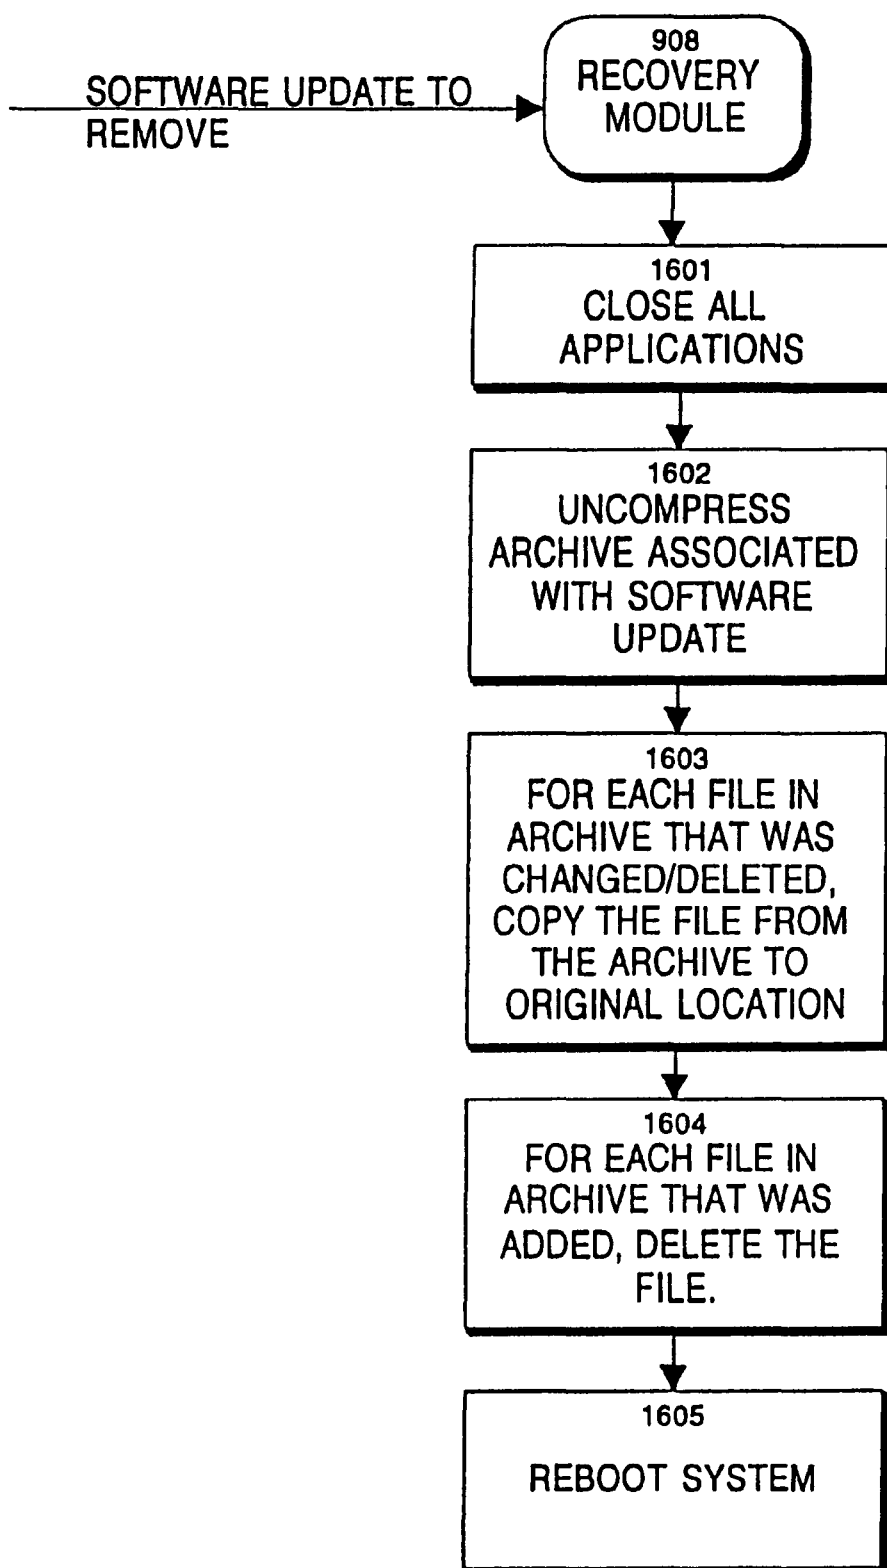 SOFTWARE UPDATE TO
REMOVE
908
RECOVERY
MODULE
1601
CLOSE ALL
APPLICATIONS
1602
UNCOMPRESS
ARCHIVE ASSOCIATED
WITH SOFTWARE
UPDATE
1603
FOR EACH FILE IN
ARCHIVE THAT WAS
CHANGED/DELETED,
COPY THE FILE FROM
THE ARCHIVE TO
ORIGINAL LOCATION
1604
FOR EACH FILE IN
ARCHIVE THAT WAS
ADDED, DELETE THE
FILE.
1605
REBOOT SYSTEM